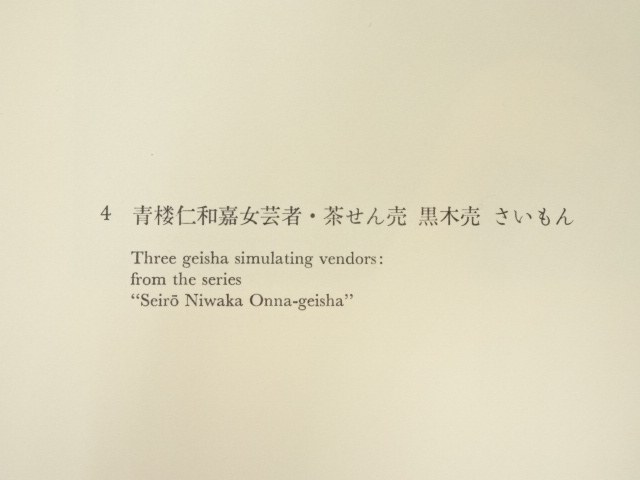 4 青楼仁和嘉女芸者・茶せん売 黒木売 さいもん
Three geisha simulating vendors:
from the series
“Seirō Niwaka Onna-geisha”